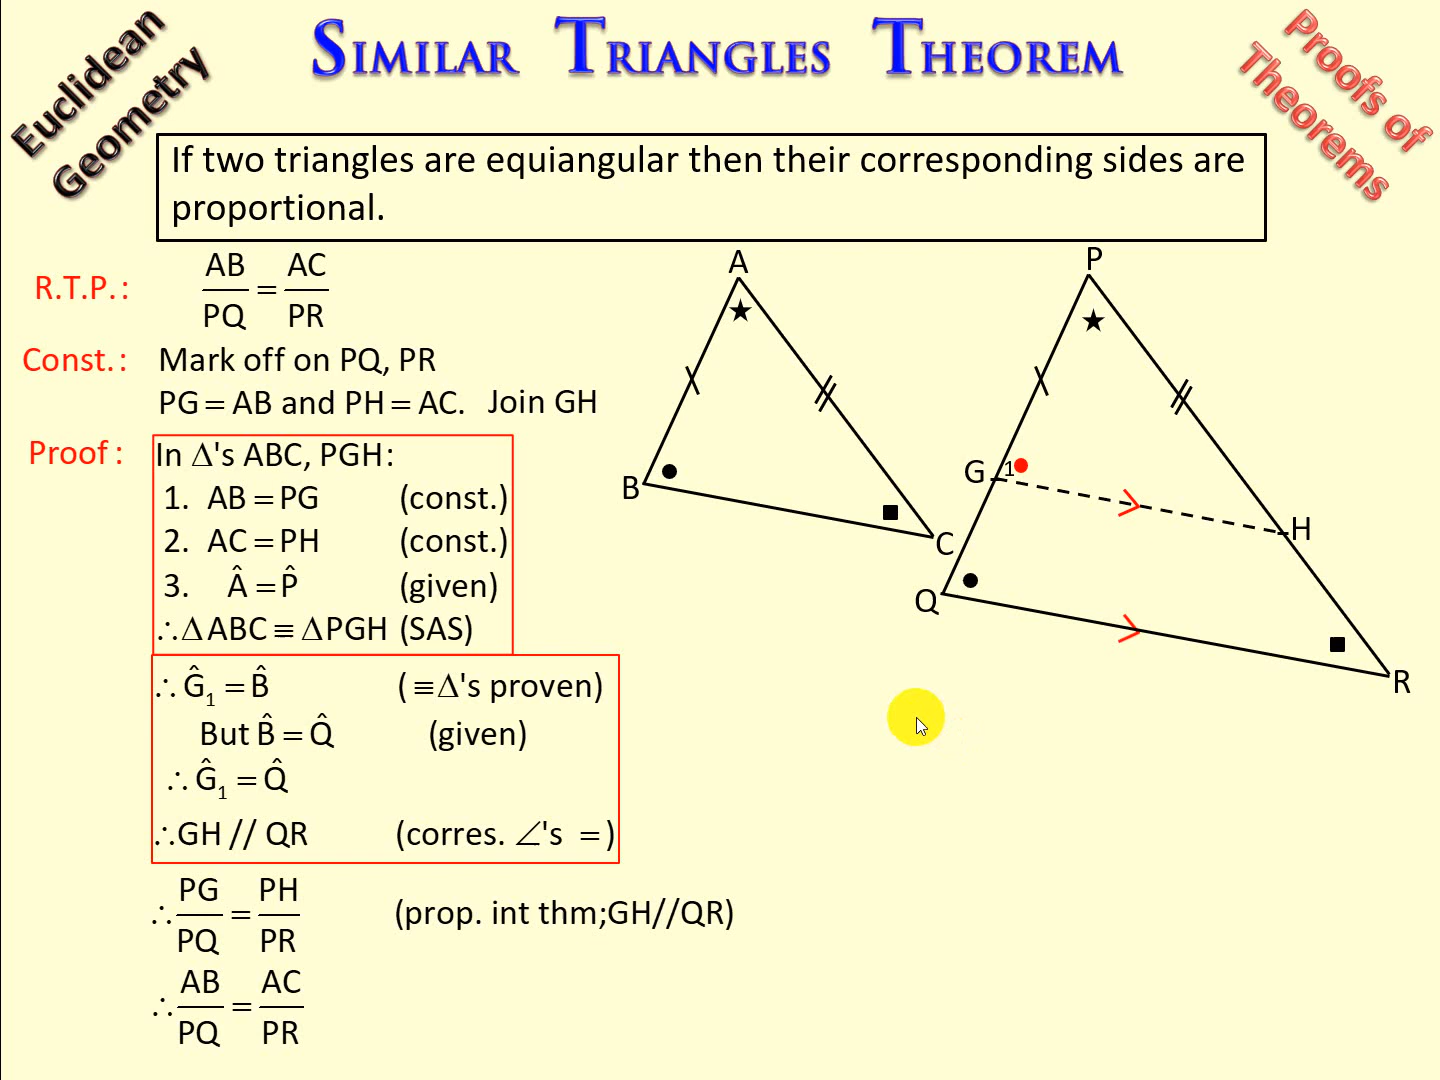 Euclidean
Geometry
SIMILAR TRIANGLES THEOREM
Proofs of
Theorems
If two triangles are equiangular then their corresponding sides are
proportional.
R.T.P. : AB/PQ = AC/PR
Const. : Mark off on PQ, PR
PG = AB and PH = AC. Join GH
Proof : In Δ's ABC, PGH:
1. AB = PG (const.)
2. AC = PH (const.)
3. Â = P̂ (given)
∴ Δ ABC ≡ ΔPGH (SAS)
∴ Ĝ₁ = B̂ (≡Δ's proven)
But B̂ = Q̂ (given)
∴ Ĝ₁ = Q̂
∴GH // QR (corres. ∠'s =)
∴ PG/PQ = PH/PR (prop. int thm;GH//QR)
∴ AB/PQ = AC/PR
A
B
C
P
G 1
H
Q
R